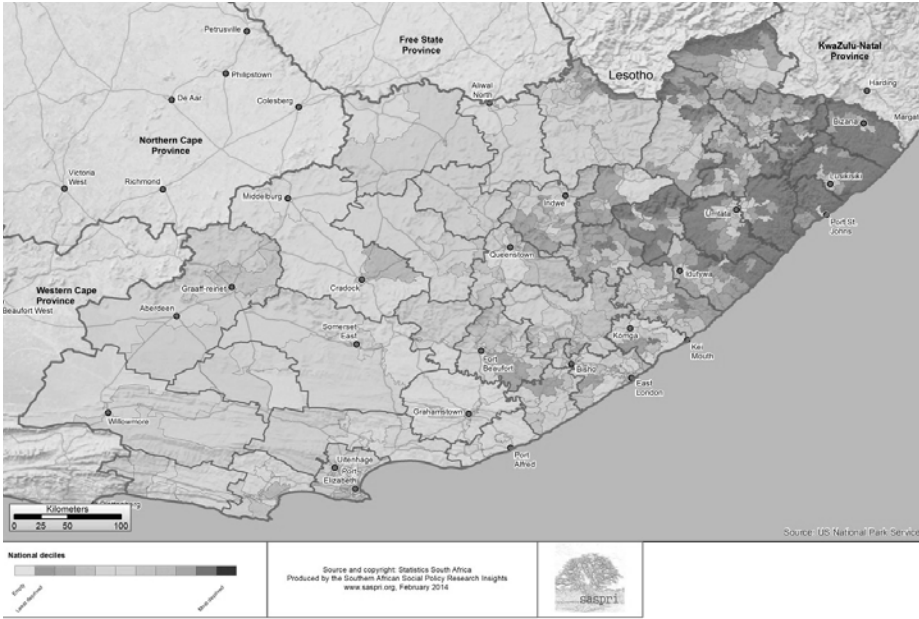 Petrusville
Free State
Province
KwaZulu-Natal
Province
Philipstown
Lesotho
Harding
De Aar
Colesberg
Aliwal
North
Bizana
Northern Cape
Province
Victoria
West
Richmond
Middelburg
Indwe
Lusikisiki
Umtata
Port St.
Johns
Queenstown
Western Cape
Province
Beaufort West
Graaff-reinet
Cradock
Idutywa
Aberdeen
Somerset
East
Komga
Kei
Mouth
Fort
Beaufort
Bisho
East
London
Willowmore
Grahamstown
Port
Alfred
Uitenhage
Port
Elizabeth
Kilometers
0 25 50 100
Source: US National Park Service
National deciles
Empty
Least deprived
Most deprived
Source and copyright: Statistics South Africa
Produced by the Southern African Social Policy Research Insights
www.saspri.org, February 2014
saspri